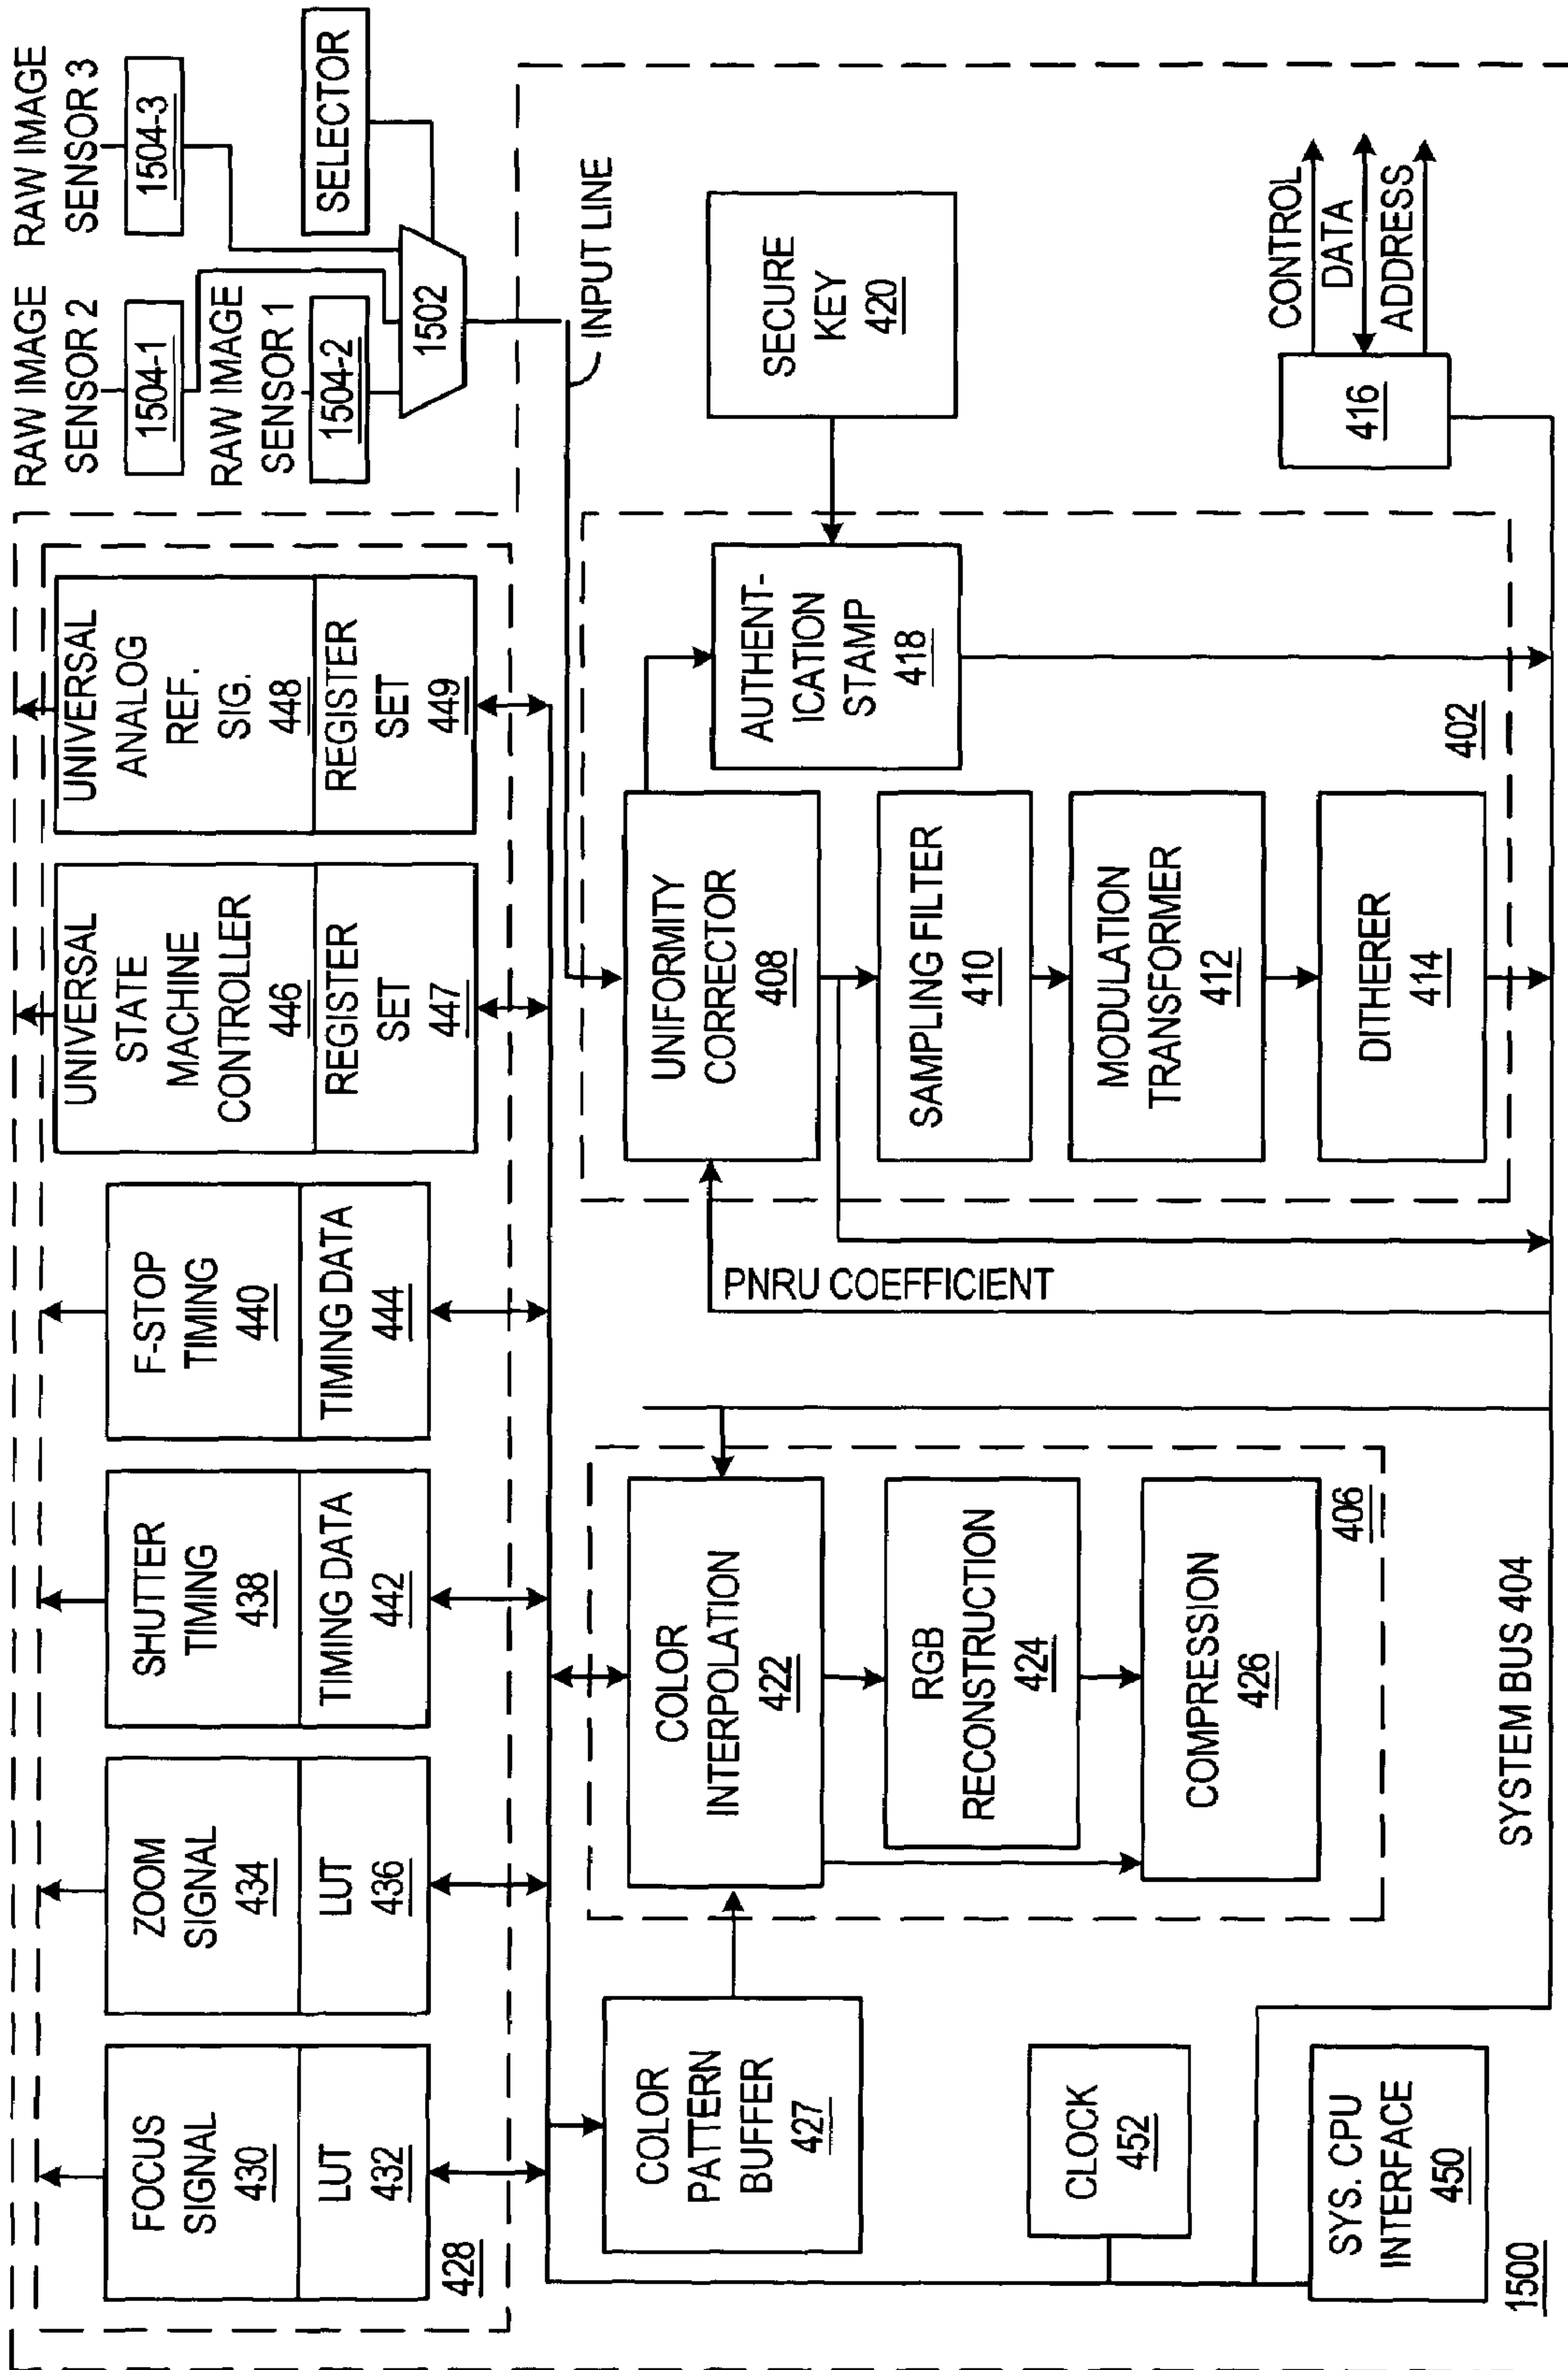 FOCUS
SIGNAL
430
LUT
432
428
ZOOM
SIGNAL
434
LUT
436
SHUTTER
TIMING
438
TIMING DATA
442
F-STOP
TIMING
440
TIMING DATA
444
UNIVERSAL
STATE
MACHINE
CONTROLLER
446
REGISTER
SET
447
UNIVERSAL
ANALOG
REF.
SIG.
448
REGISTER
SET
449
RAW IMAGE
SENSOR 2
1504-1
RAW IMAGE
SENSOR 1
1504-2
RAW IMAGE
SENSOR 3
1504-3
SELECTOR
1502
INPUT LINE
COLOR
PATTERN
BUFFER
427
COLOR
INTERPOLATION
422
RGB
RECONSTRUCTION
424
COMPRESSION
426
406
PNRU COEFFICIENT
UNIFORMITY
CORRECTOR
408
SAMPLING FILTER
410
MODULATION
TRANSFORMER
412
DITHERER
414
AUTHENT-
ICATION
STAMP
418
402
SECURE
KEY
420
CONTROL
DATA
ADDRESS
416
CLOCK
452
SYS. CPU
INTERFACE
450
SYSTEM BUS 404
1500